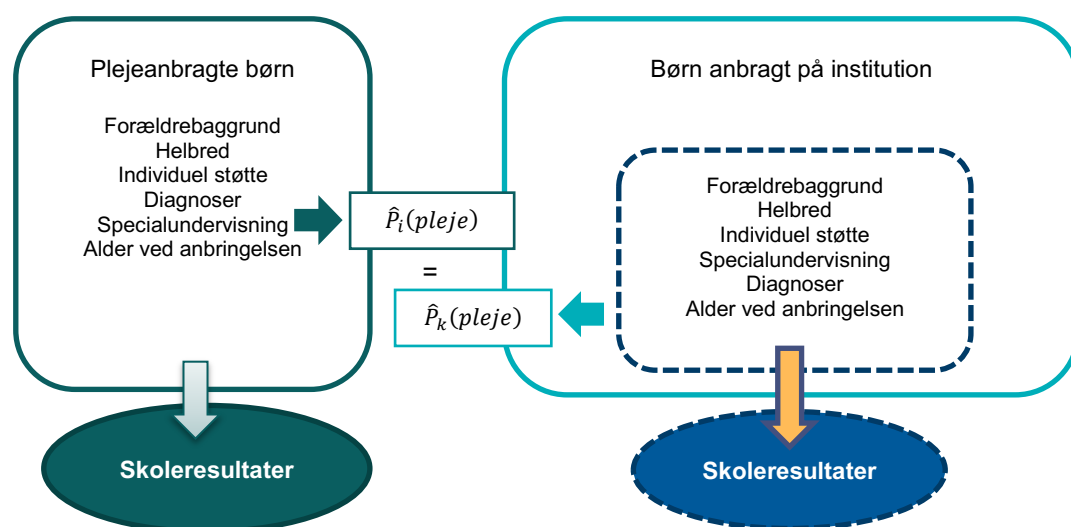 Plejeanbragte børn
Forældrebaggrund
Helbred
Individuel støtte
Diagnoser
Specialundervisning
Alder ved anbringelsen
P̂ᵢ(pleje)
=
P̂ₖ(pleje)
Børn anbragt på institution
Forældrebaggrund
Helbred
Individuel støtte
Specialundervisning
Diagnoser
Alder ved anbringelsen
Skoleresultater
Skoleresultater